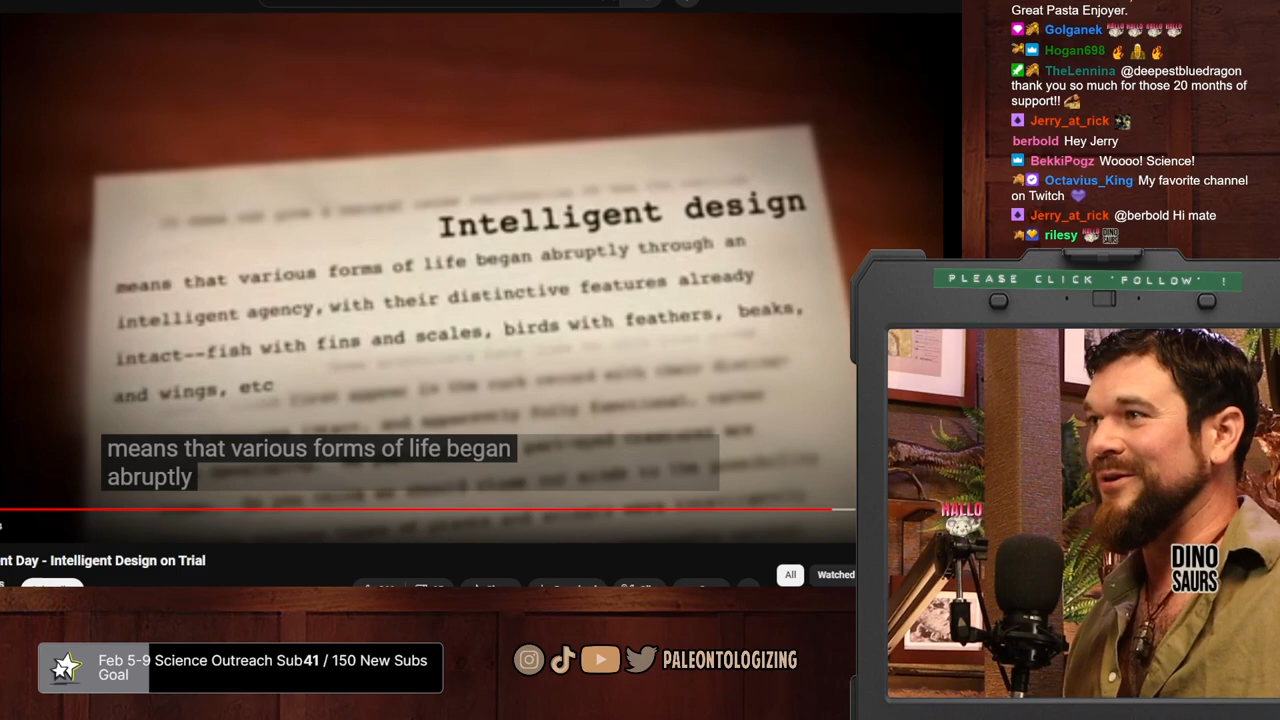 Intelligent design
means that various forms of life began abruptly through an
intelligent agency, with their distinctive features already
intact--fish with fins and scales, birds with feathers, beaks,
and wings, etc
means that various forms of life began
abruptly
nt Day - Intelligent Design on Trial
All
Watched
Feb 5-9 Science Outreach Sub
Goal
41 / 150 New Subs
PALEONTOLOGIZING
Great Pasta Enjoyer.
Golganek
Hogan698
TheLennina @deepestbluedragon
thank you so much for those 20 months of
support!!
Jerry_at_rick
berbold Hey Jerry
BekkiPogz Woooo! Science!
Octavius_King My favorite channel
on Twitch
Jerry_at_rick @berbold Hi mate
rilesy
PLEASE CLICK "FOLLOW" !
HALLO
DINO
SAURS